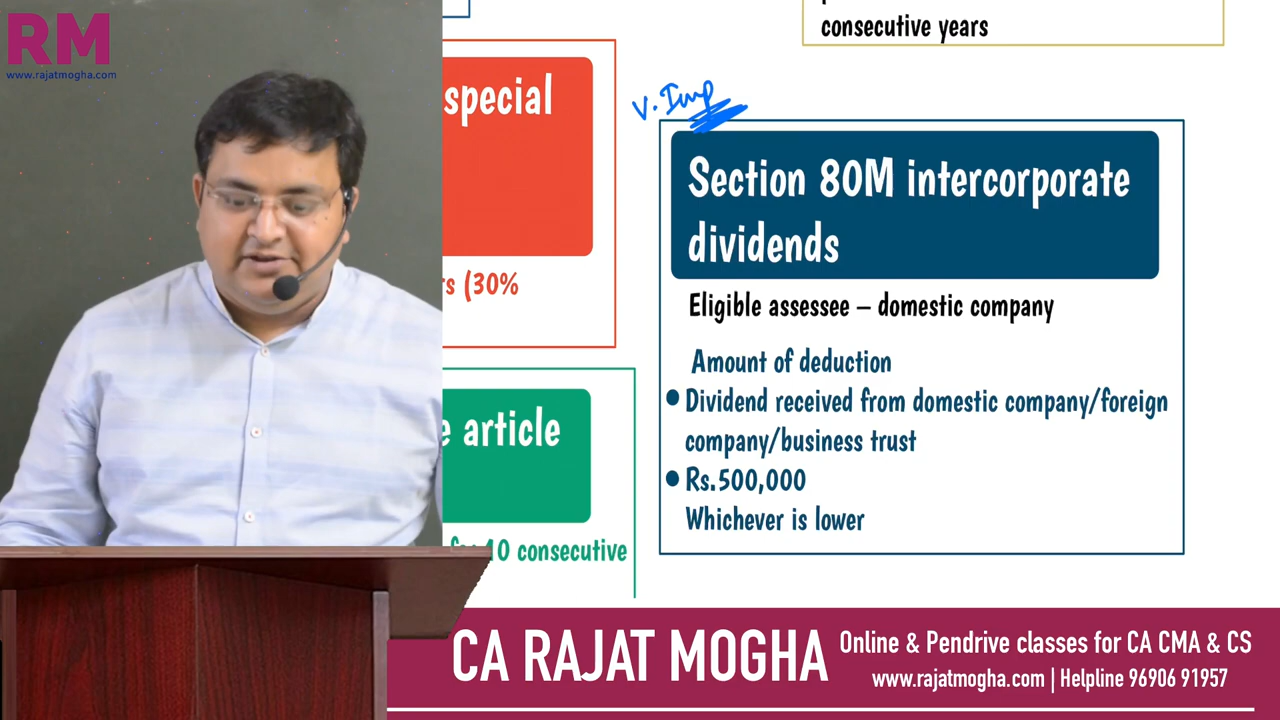 RM
www.rajatmogha.com
consecutive years
special
(30%
V. Imp
Section 80M intercorporate
dividends
Eligible assessee – domestic company
Amount of deduction
• Dividend received from domestic company/foreign
company/business trust
• Rs.500,000
Whichever is lower
article
10 consecutive
CA RAJAT MOGHA
Online & Pendrive classes for CA CMA & CS
www.rajatmogha.com | Helpline 96906 91957